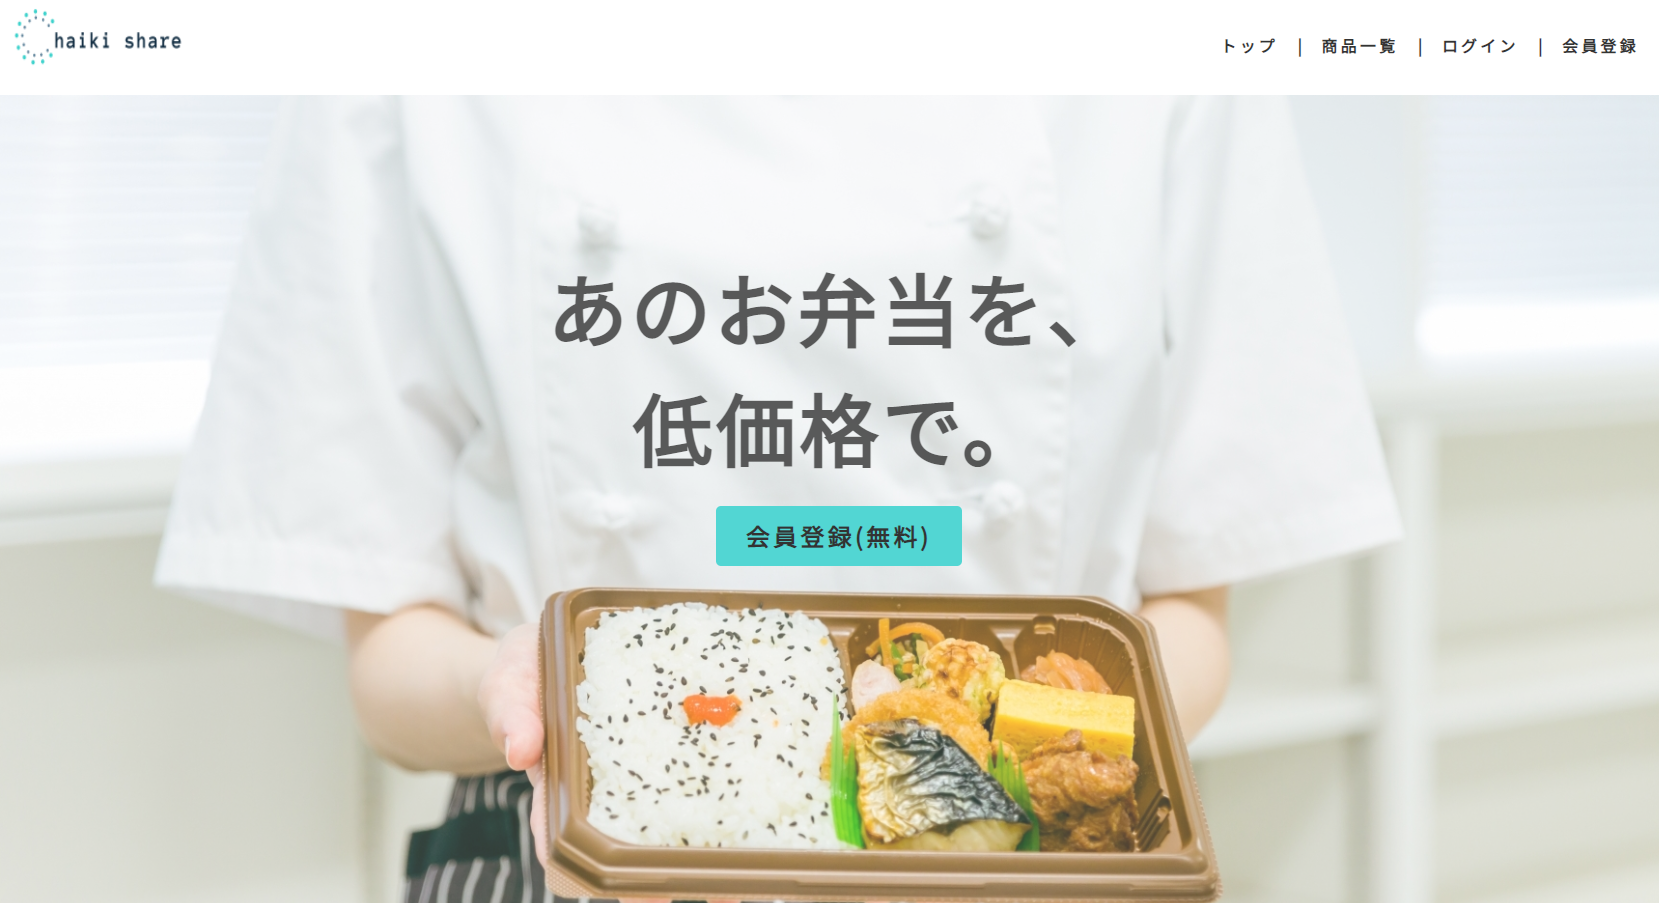 haiki share
トップ | 商品一覧 | ログイン | 会員登録
あのお弁当を、
低価格で。
会員登録(無料)